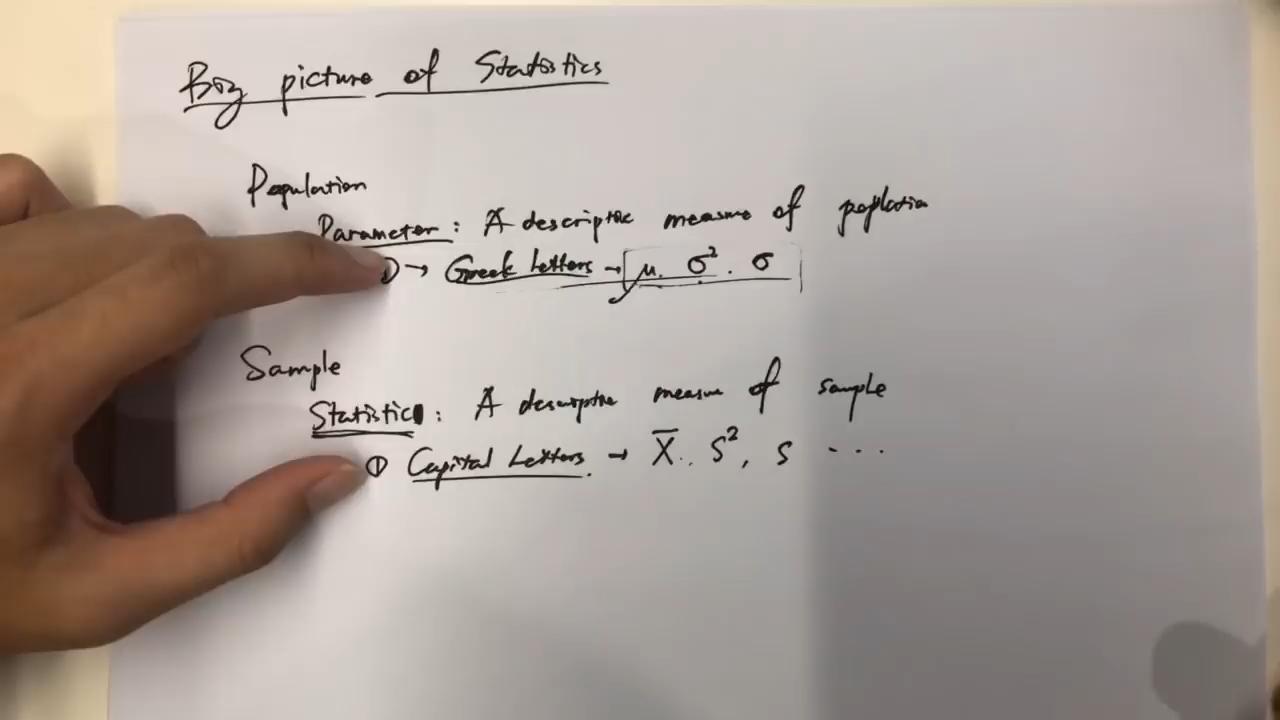 Big picture of Statistics
Population
Parameter : A descriptive measure of poplation
① → Greek Letters → μ, σ², σ
Sample
Statistic : A descriptive measure of sample
① Capital Letters → X̅, S², S ...